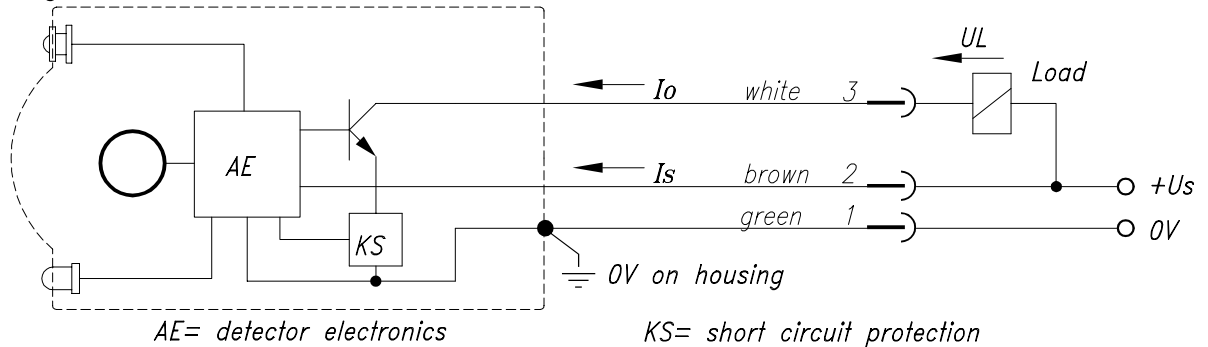 UL
Load
Io white 3
AE
Is brown 2 +Us
green 1 0V
KS
0V on housing
AE= detector electronics KS= short circuit protection